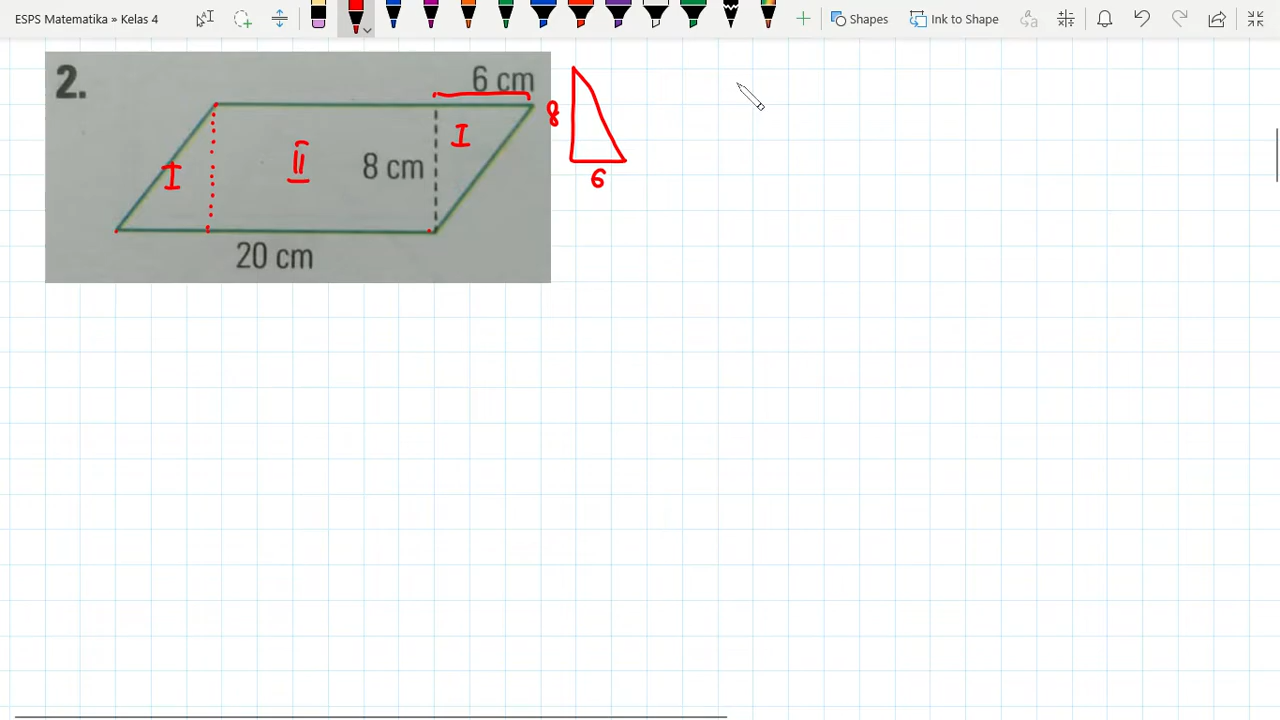 ESPS Matematika » Kelas 4
Shapes
Ink to Shape
2.
6 cm
8
I
II
8 cm
I
6
20 cm